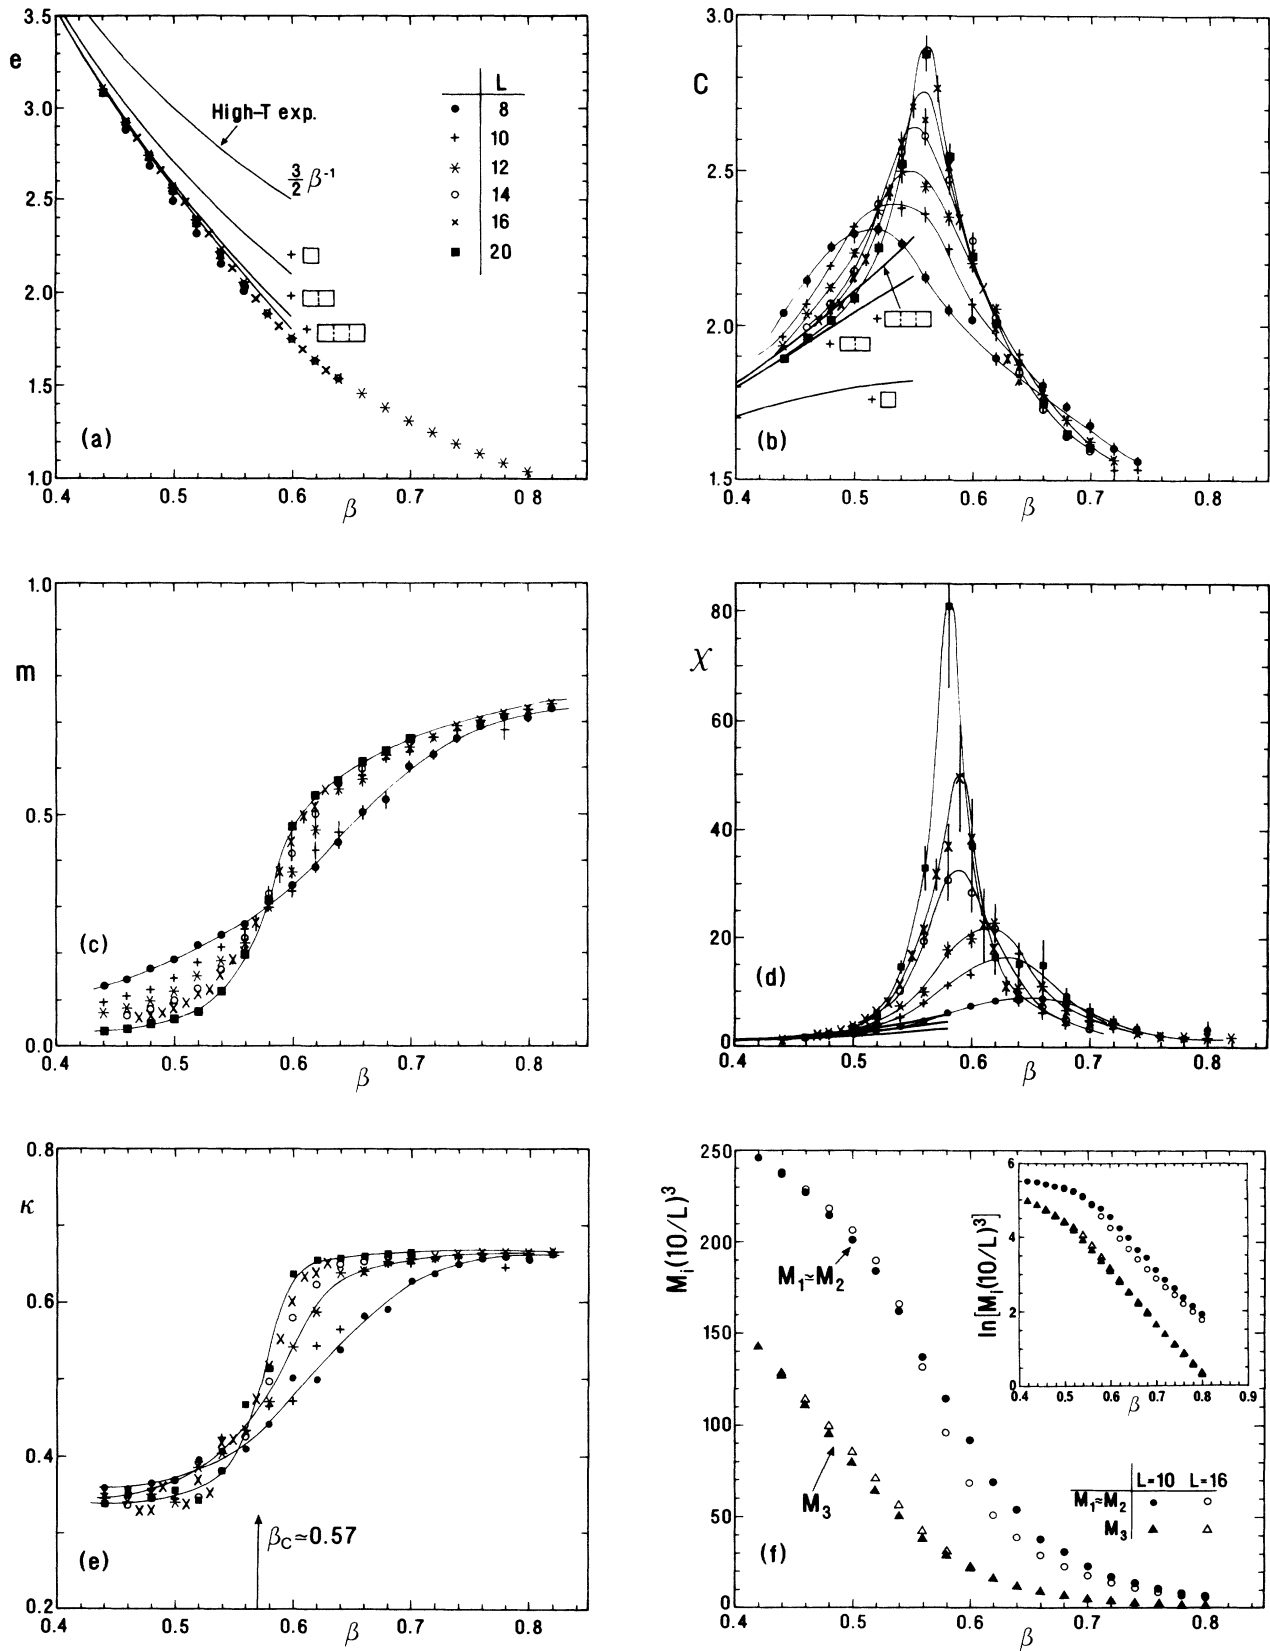 3.5
e
3.0
2.5
2.0
1.5
1.0
0.4 0.5 0.6 0.7 0.8
β
High-T exp.
3/2 β⁻¹
+ □
+
+
L
● 8
+ 10
✳ 12
○ 14
× 16
■ 20
(a)
3.0
C
2.5
2.0
1.5
0.4 0.5 0.6 0.7 0.8
β
+
+
+ □
(b)
1.0
m
0.5
0.0
0.4 0.5 0.6 0.7 0.8
β
(c)
80
χ
60
40
20
0
0.4 0.5 0.6 0.7 0.8
β
(d)
0.8
κ
0.6
0.4
0.2
0.4 0.5 0.6 0.7 0.8
β
βC≃0.57
(e)
250
200
150
100
50
0
Mi(10/L)³
0.4 0.5 0.6 0.7 0.8
β
M1≃M2
M3
6
4
2
0
ln[Mi(10/L)³]
0.4 0.5 0.6 0.7 0.8 0.9
β
L=10 L=16
M1≃M2 ● ○
M3 ▲ △
(f)